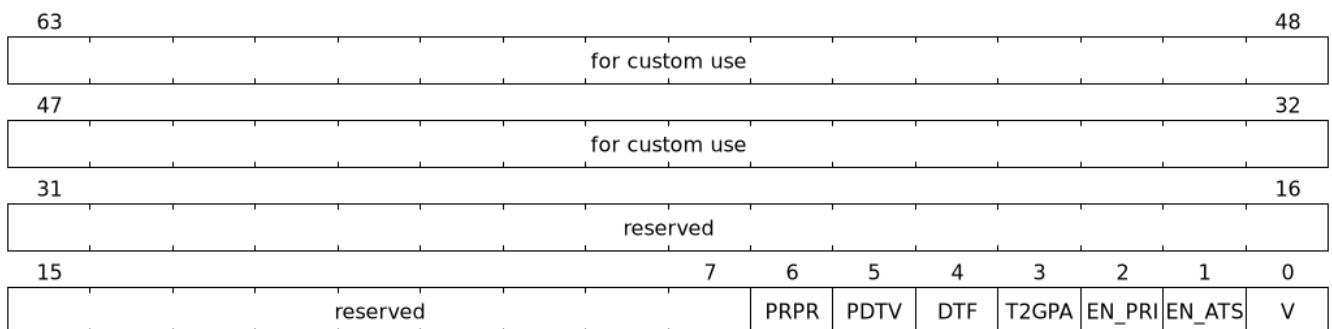 63 48
for custom use
47 32
for custom use
31 16
reserved
15 7 6 5 4 3 2 1 0
reserved PRPR PDTV DTF T2GPA EN_PRI EN_ATS V